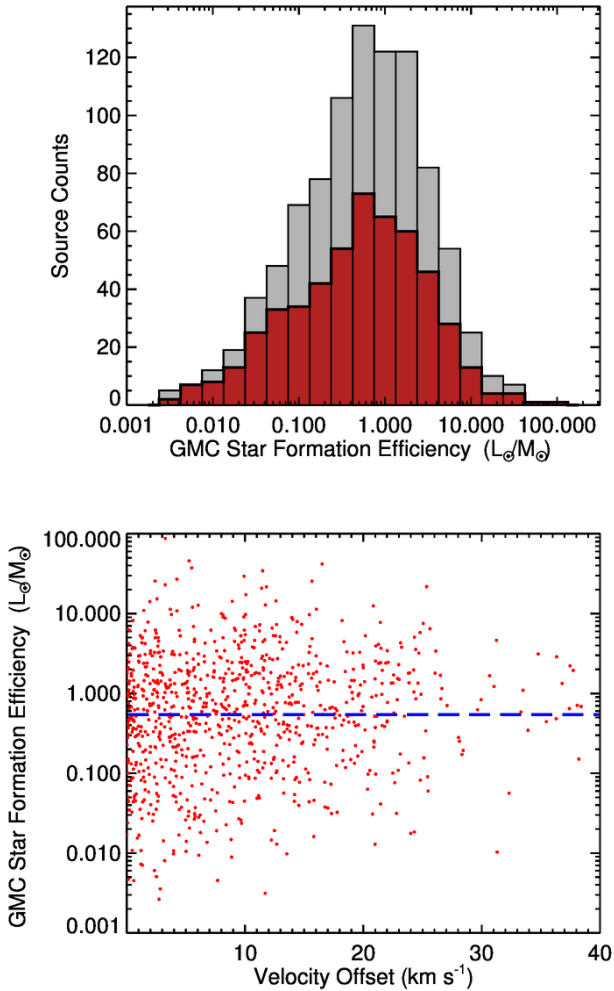 Source Counts
120
100
80
60
40
20
0
0.001 0.010 0.100 1.000 10.000 100.000
GMC Star Formation Efficiency (L☉/M☉)
GMC Star Formation Efficiency (L☉/M☉)
100.000
10.000
1.000
0.100
0.010
0.001
10 20 30 40
Velocity Offset (km s⁻¹)